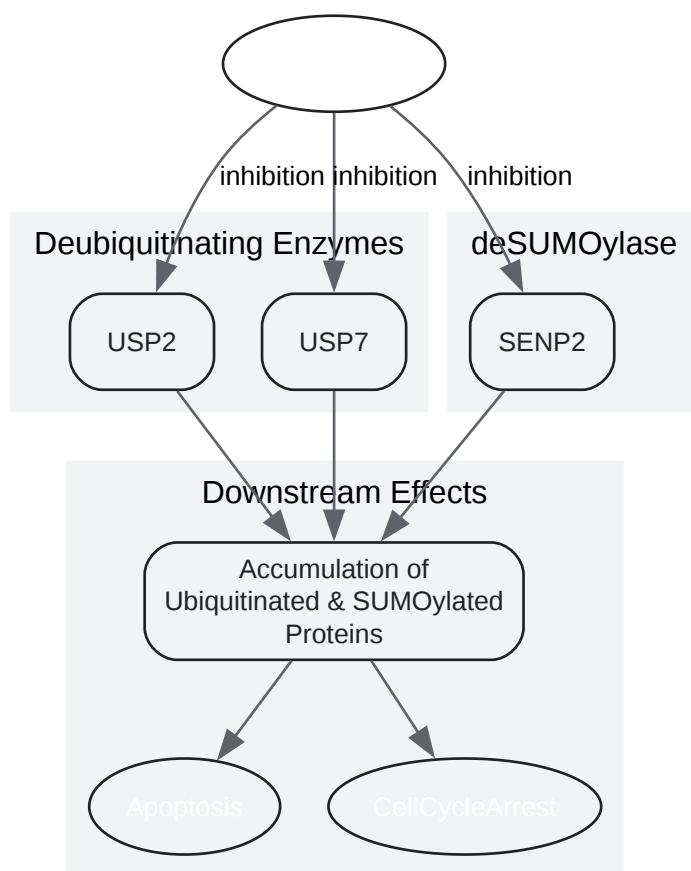 inhibition inhibition inhibition
Deubiquitinating Enzymes deSUMOylase
USP2 USP7 SENP2
Downstream Effects
Accumulation of
Ubiquitinated & SUMOylated
Proteins
Apoptosis CellCycleArrest